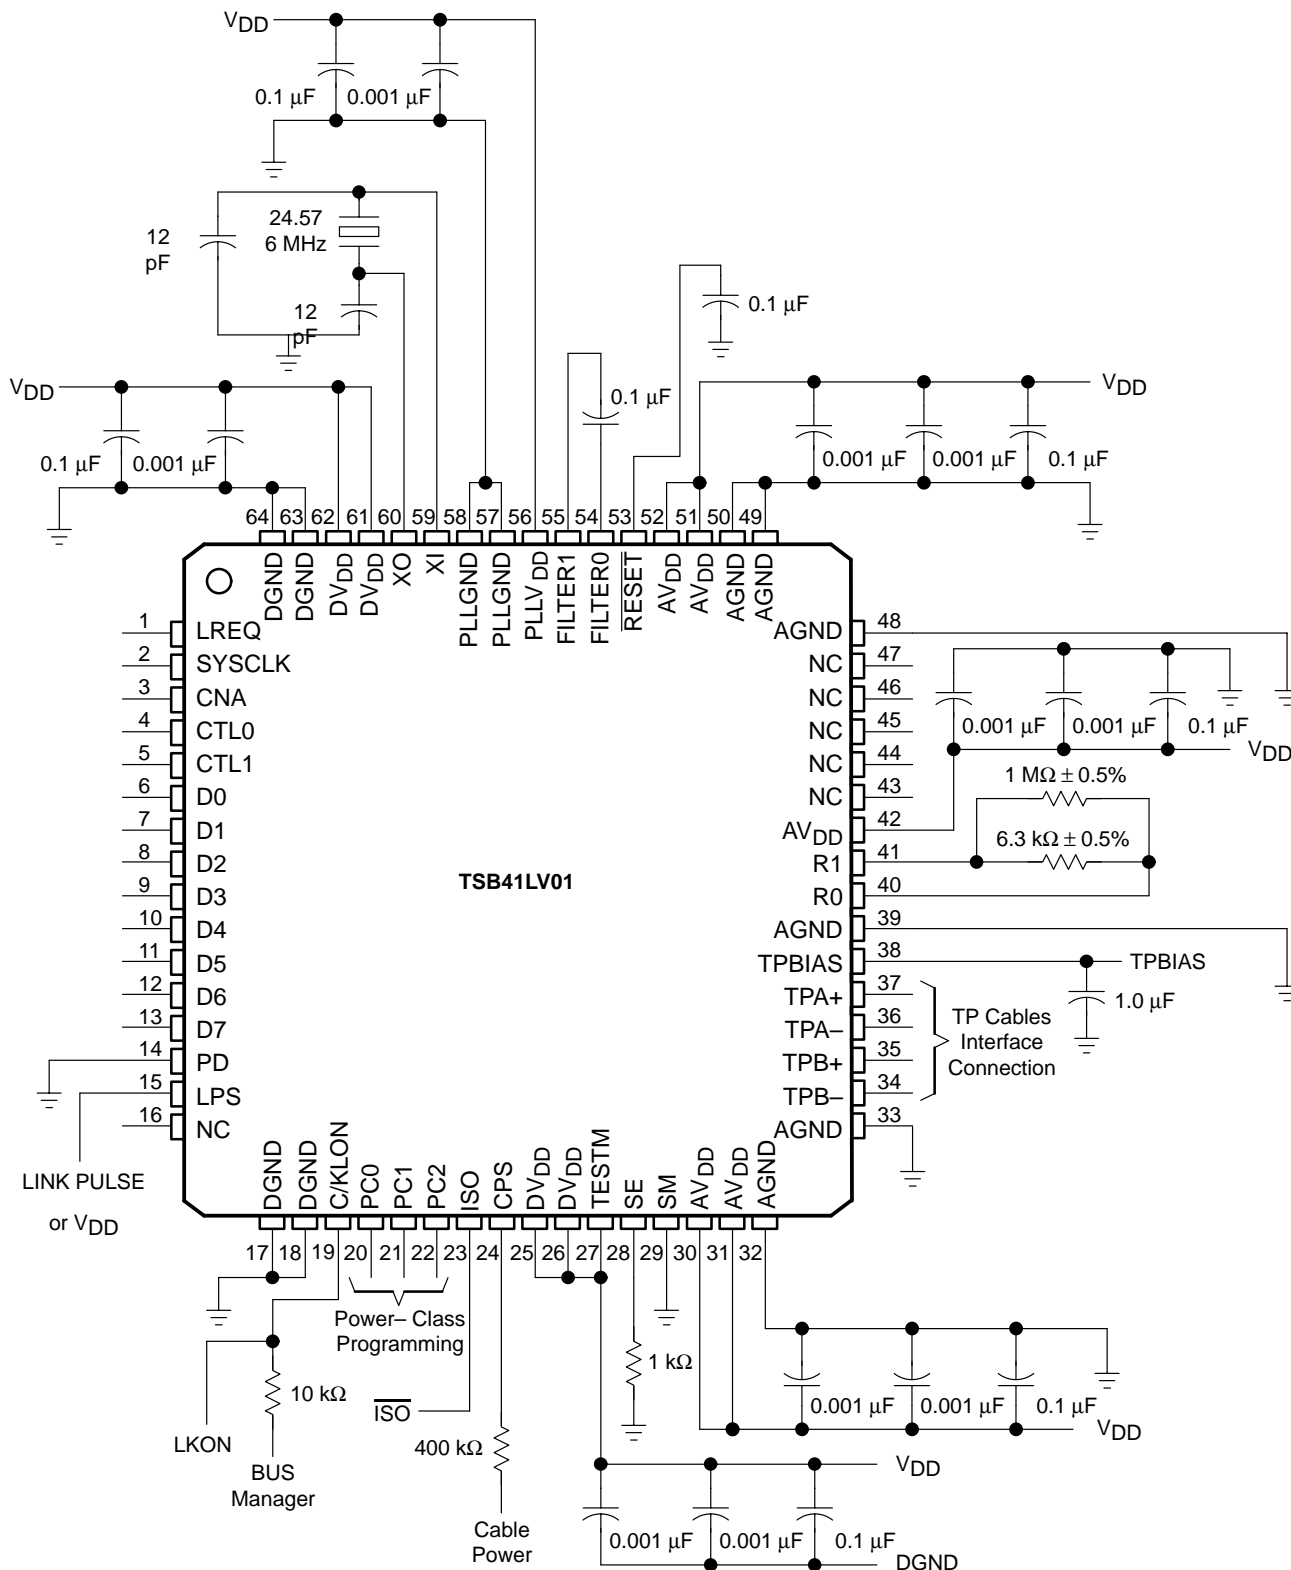 VDD
0.1 μF
0.001 μF
12
pF
24.57
6 MHz
12
pF
0.1 μF
0.1 μF
VDD
0.1 μF
0.001 μF
VDD
0.001 μF
0.001 μF
0.1 μF
64
63
62
61
60
59
58
57
56
55
54
53
52
51
50
49
DGND
DGND
DVDD
DVDD
XO
XI
PLLGND
PLLGND
PLLVDD
FILTER1
FILTER0
RESET
AVDD
AVDD
AGND
AGND
1 LREQ
2 SYSCLK
3 CNA
4 CTL0
5 CTL1
6 D0
7 D1
8 D2
9 D3
10 D4
11 D5
12 D6
13 D7
14 PD
15 LPS
16 NC
LINK PULSE
or VDD
TSB41LV01
AGND 48
NC 47
NC 46
NC 45
NC 44
NC 43
AVDD 42
R1 41
R0 40
AGND 39
TPBIAS 38
TPA+ 37
TPA– 36
TPB+ 35
TPB– 34
AGND 33
0.001 μF
0.001 μF
0.1 μF
VDD
1 MΩ ± 0.5%
6.3 kΩ ± 0.5%
TPBIAS
1.0 μF
TP Cables
Interface
Connection
DGND
DGND
C/KLON
PC0
PC1
PC2
ISO
CPS
DVDD
DVDD
TESTM
SE
SM
AVDD
AVDD
AGND
17
18
19
20
21
22
23
24
25
26
27
28
29
30
31
32
Power– Class
Programming
10 kΩ
LKON
BUS
Manager
ISO
400 kΩ
Cable
Power
1 kΩ
0.001 μF
0.001 μF
0.1 μF
VDD
VDD
0.001 μF
0.001 μF
0.1 μF
DGND